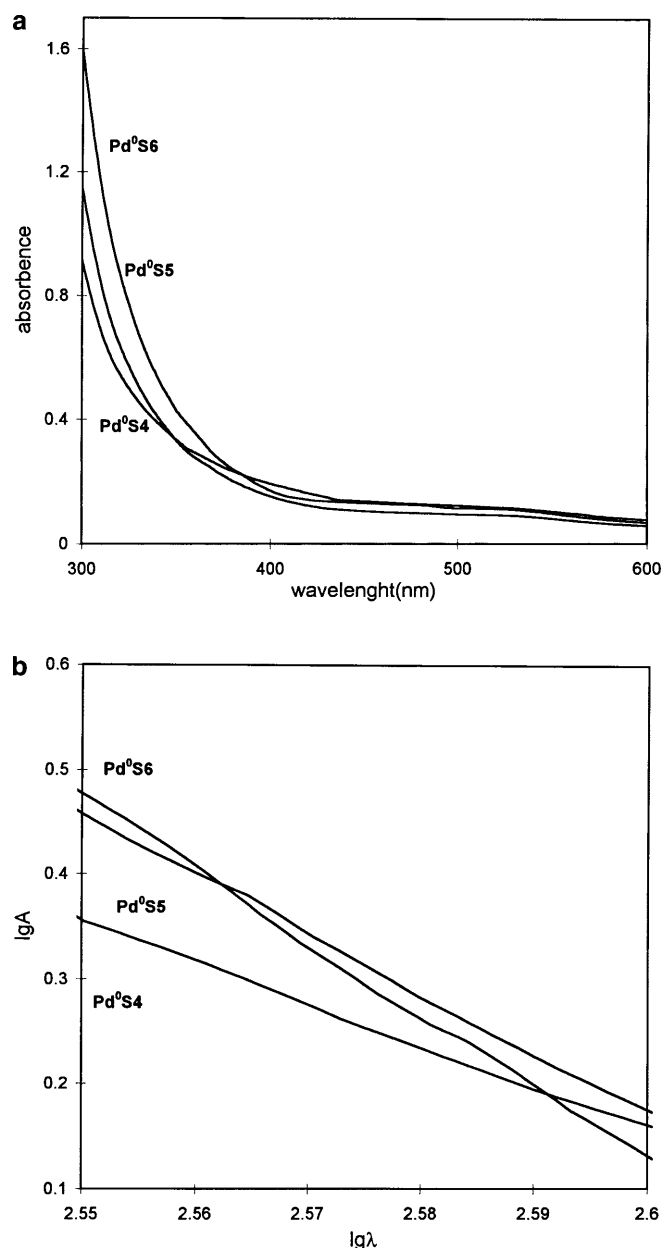 a
1.6
Pd⁰S6
1.2
Pd⁰S5
absorbence
0.8
Pd⁰S4
0.4
0
300 400 500 600
wavelenght(nm)
b
0.6
Pd⁰S6
0.5
0.4
Pd⁰S5
lgA
0.3
Pd⁰S4
0.2
0.1
2.55 2.56 2.57 2.58 2.59 2.6
lgλ